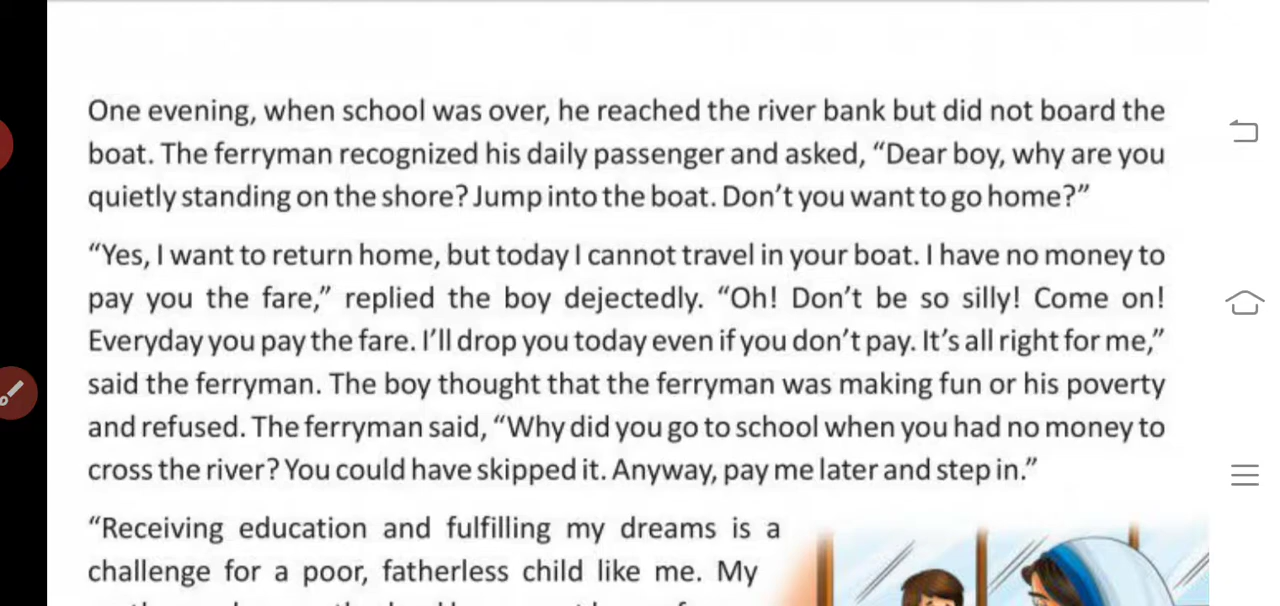 One evening, when school was over, he reached the river bank but did not board the
boat. The ferryman recognized his daily passenger and asked, “Dear boy, why are you
quietly standing on the shore? Jump into the boat. Don’t you want to go home?”
“Yes, I want to return home, but today I cannot travel in your boat. I have no money to
pay you the fare,” replied the boy dejectedly. “Oh! Don’t be so silly! Come on!
Everyday you pay the fare. I’ll drop you today even if you don’t pay. It’s all right for me,”
said the ferryman. The boy thought that the ferryman was making fun or his poverty
and refused. The ferryman said, “Why did you go to school when you had no money to
cross the river? You could have skipped it. Anyway, pay me later and step in.”
“Receiving education and fulfilling my dreams is a
challenge for a poor, fatherless child like me. My